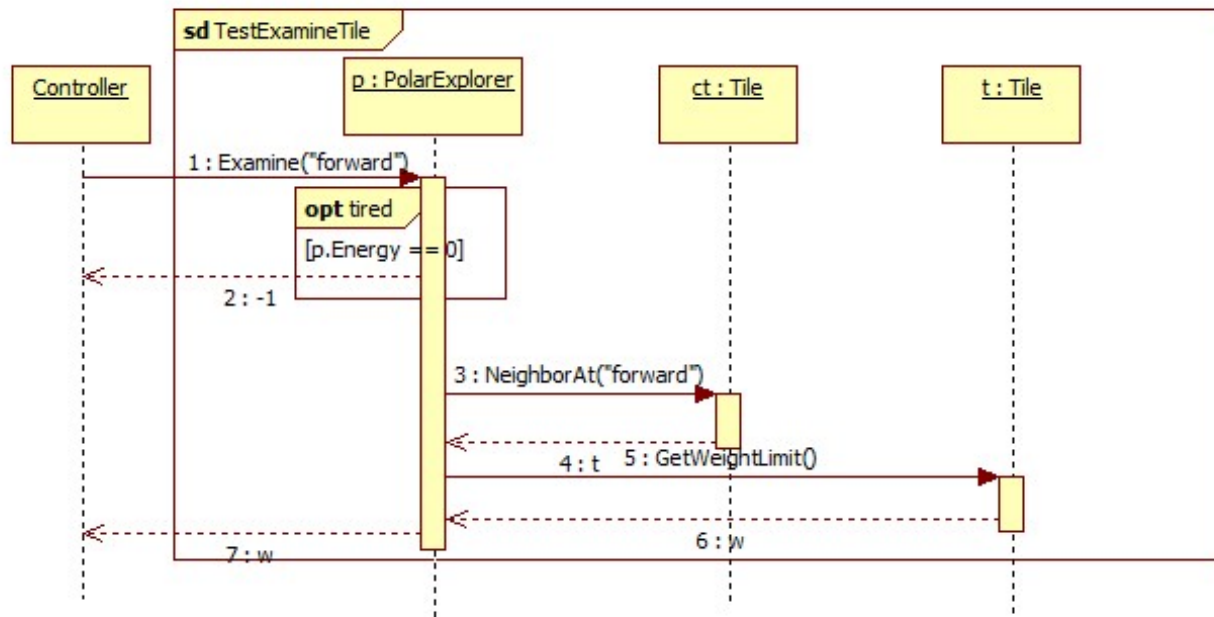 sd TestExamineTile
Controller
p : PolarExplorer
ct : Tile
t : Tile
1 : Examine("forward")
opt tired
[p.Energy == 0]
2 : -1
3 : NeighborAt("forward")
4 : t
5 : GetWeightLimit()
6 : w
7 : w